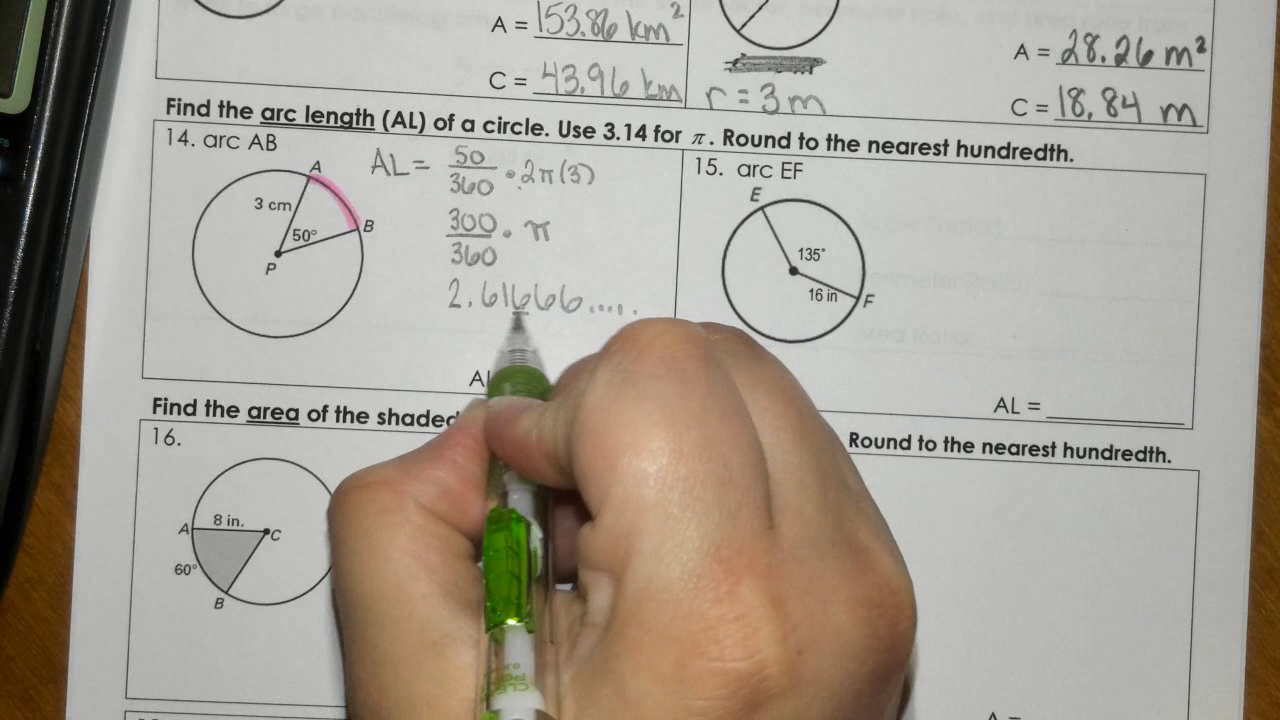 A = 153.86 km²
C = 43.96 km
r = 3m
A = 28.26 m²
C = 18.84 m
Find the arc length (AL) of a circle. Use 3.14 for π. Round to the nearest hundredth.
14. arc AB
A
3 cm
50°
B
P
AL = 50/360 · 2π(3)
300/360 · π
2.61666.....
15. arc EF
E
135°
16 in
F
AL =
Find the area of the shaded
Round to the nearest hundredth.
16.
8 in.
A
C
60°
B
A =